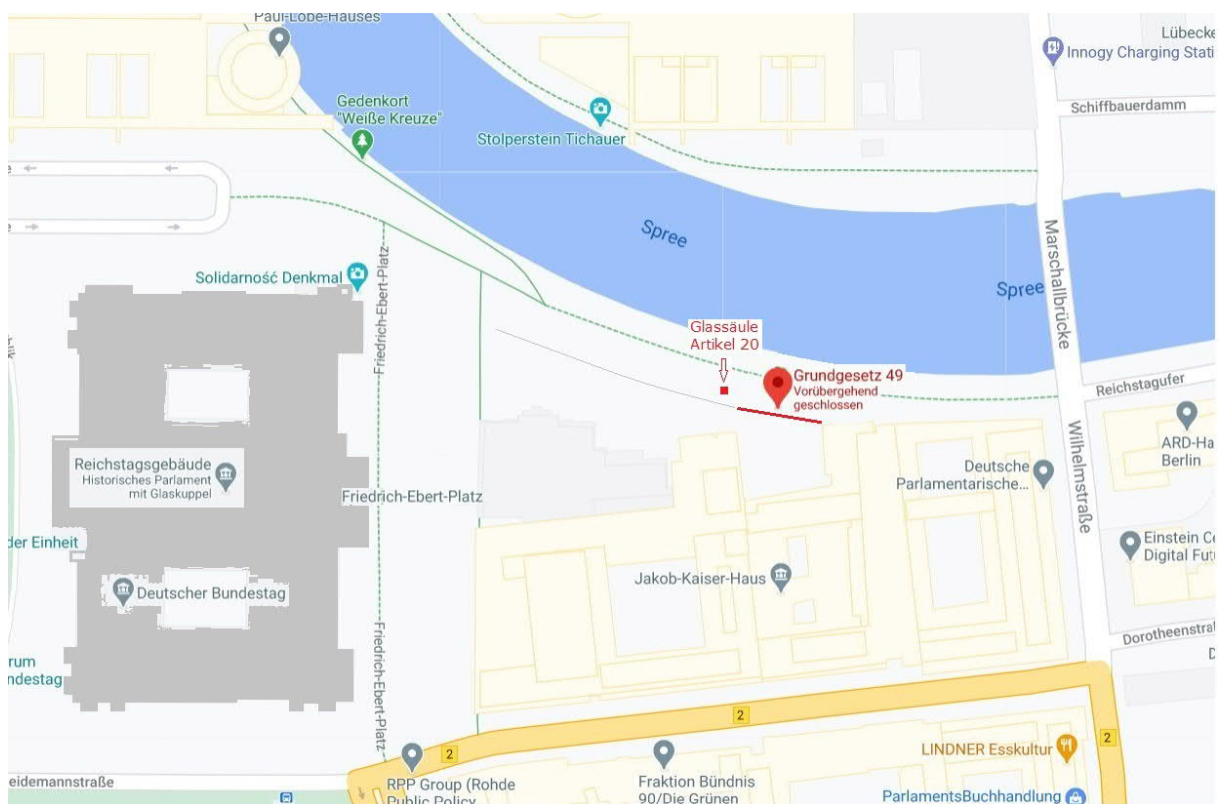 Paul-Löbe-Hauses
Lübecke
Innogy Charging Stati
Gedenkort
"Weiße Kreuze"
Schiffbauerdamm
Stolperstein Tichauer
Spree
Marschallbrücke
Solidarność Denkmal
Friedrich-Ebert-Platz
Spree
Glassäule
Artikel 20
Grundgesetz 49
Vorübergehend
geschlossen
Reichstagufer
ARD-Ha
Berlin
Wilhelmstraße
Reichstagsgebäude
Historisches Parlament
mit Glaskuppel
Friedrich-Ebert-Platz
Deutsche
Parlamentarische...
der Einheit
Einstein Ce
Digital Futu
Jakob-Kaiser-Haus
Deutscher Bundestag
Friedrich-Ebert-Platz
Dorotheenstraß
D
rum
ndestag
2
2
2
LINDNER Esskultur
eidemannstraße
RPP Group (Rohde
Public Policy
Fraktion Bündnis
90/Die Grünen
ParlamentsBuchhandlung